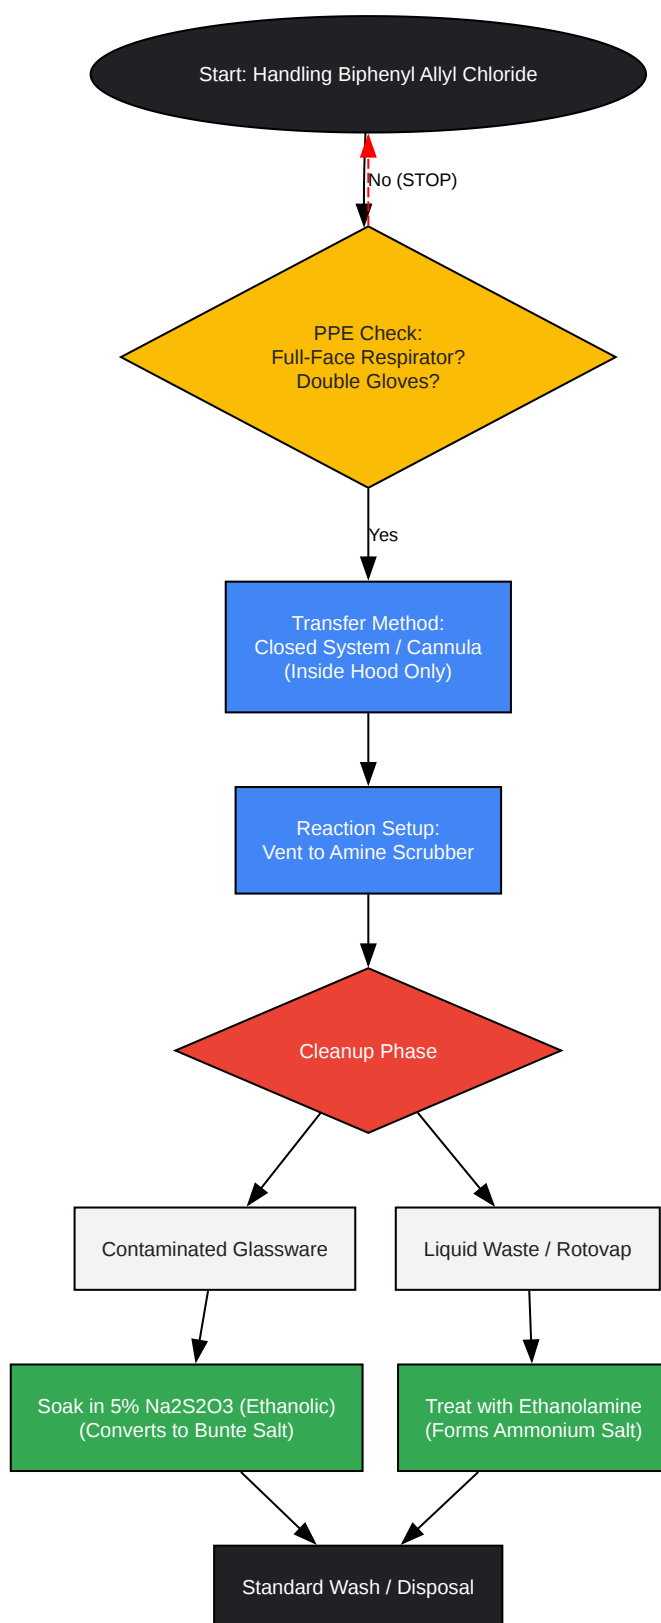 Start: Handling Biphenyl Allyl Chloride
No (STOP)
PPE Check:
Full-Face Respirator?
Double Gloves?
Yes
Transfer Method:
Closed System / Cannula
(Inside Hood Only)
Reaction Setup:
Vent to Amine Scrubber
Cleanup Phase
Contaminated Glassware
Liquid Waste / Rotovap
Soak in 5% Na2S2O3 (Ethanolic)
(Converts to Bunte Salt)
Treat with Ethanolamine
(Forms Ammonium Salt)
Standard Wash / Disposal